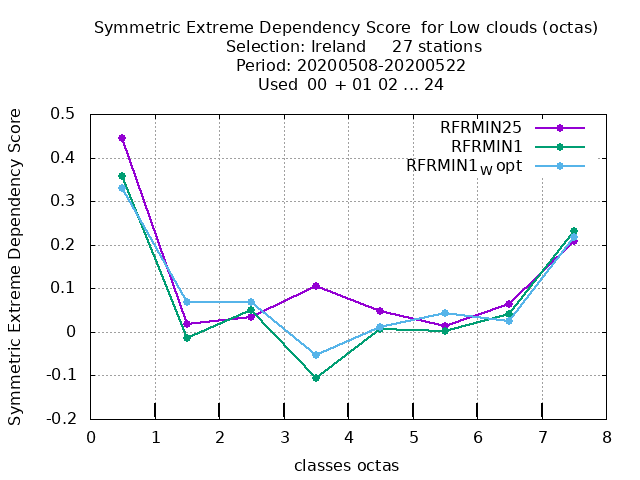 Symmetric Extreme Dependency Score  for Low clouds (octas)
Selection: Ireland     27 stations
Period: 20200508-20200522
Used  00  + 01 02 ... 24
Symmetric Extreme Dependency Score
0.5
0.4
0.3
0.2
0.1
0
-0.1
-0.2
RFRMIN25
RFRMIN1
RFRMIN1W opt
0 1 2 3 4 5 6 7 8
classes octas